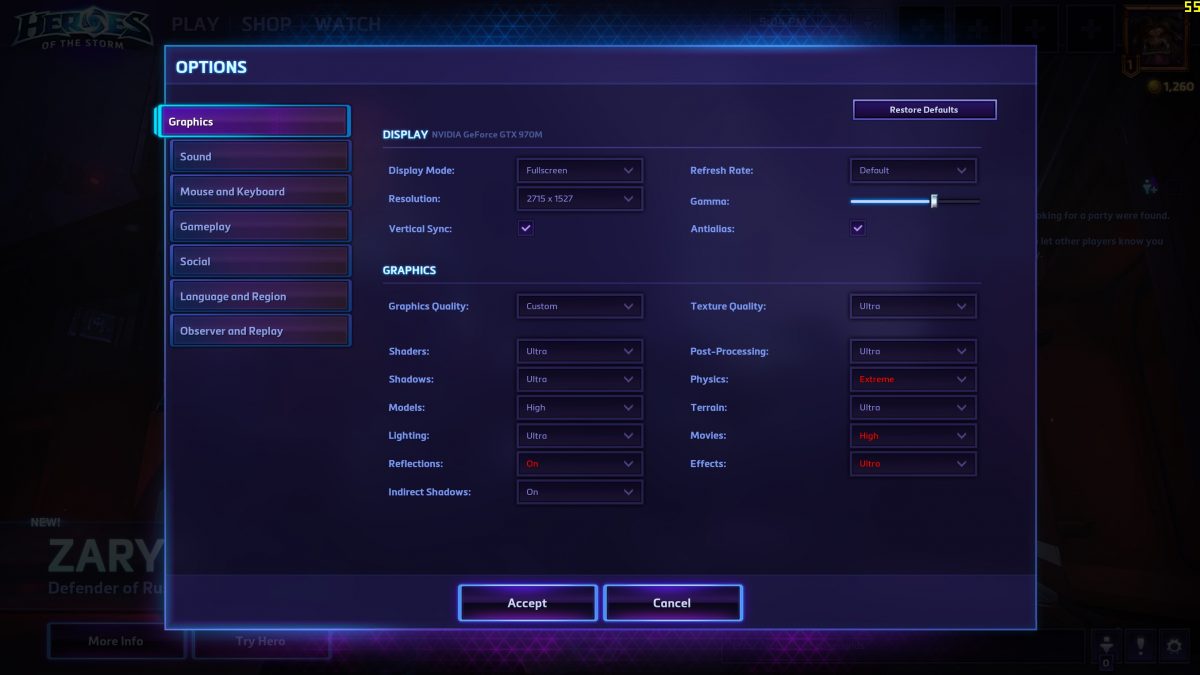 55
HEROES
OF THE STORM
PLAY SHOP WATCH
1
1,260
OPTIONS
Graphics
Sound
Mouse and Keyboard
Gameplay
Social
Language and Region
Observer and Replay
Restore Defaults
DISPLAY NVIDIA GeForce GTX 970M
Display Mode: Fullscreen Refresh Rate: Default
Resolution: 2715 x 1527 Gamma:
Vertical Sync: Antialias:
GRAPHICS
Graphics Quality: Custom Texture Quality: Ultra
Shaders: Ultra Post-Processing: Ultra
Shadows: Ultra Physics: Extreme
Models: High Terrain: Ultra
Lighting: Ultra Movies: High
Reflections: On Effects: Ultra
Indirect Shadows: On
oking for a party were found.
let other players know you
NEW!
ZARY
Defender of Ru
Accept Cancel
More Info Try Hero
0